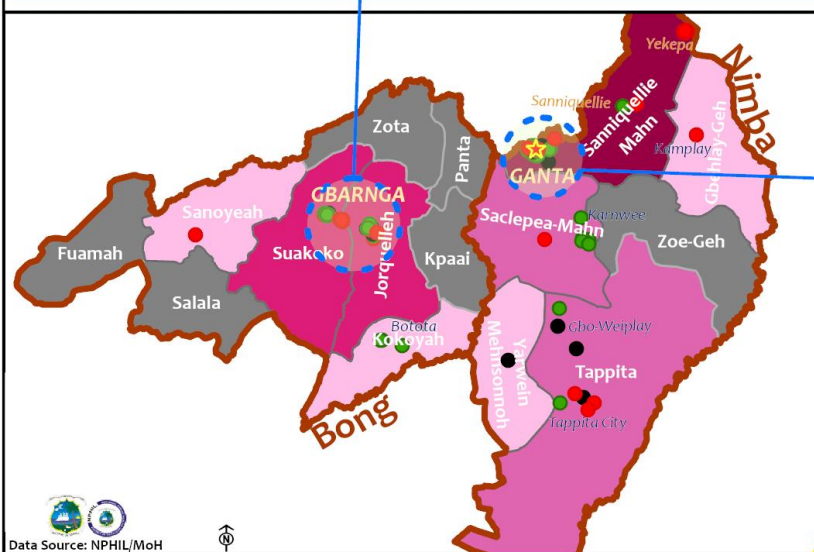 Yekepa
Nimba
Sanniquellie
Sanniquellie
Mahn
Kamplay
Gbehlay-Geh
Zota
Panta
GANTA
GBARNGA
Sanoyeah
Saclepea-Mahn
Karnwee
Zoe-Geh
Fuamah
Suakoko
Jorquelleh
Kpaai
Salala
Botota
Kokoyah
Gbo-Weiplay
Yarwein
Mehnsonnoh
Tappita
Tappita City
Bong
N
Data Source: NPHIL/MoH